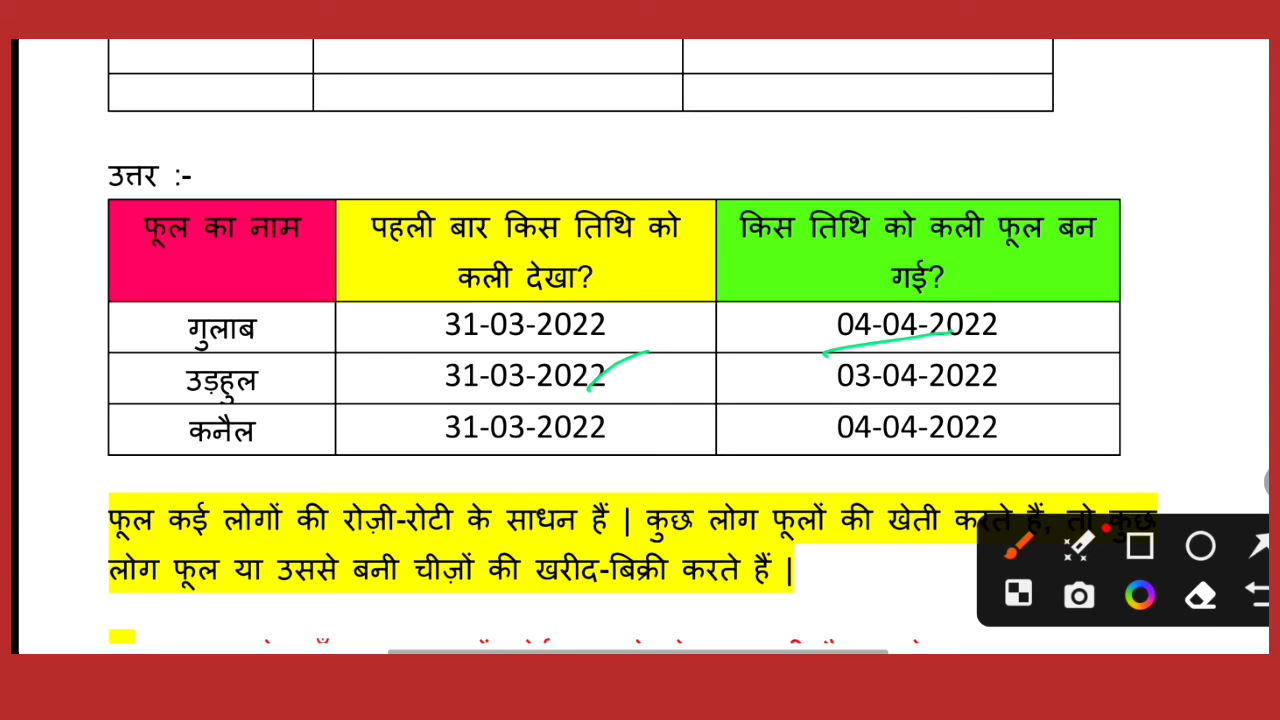 उत्तर :-
फूल का नाम
पहली बार किस तिथि को
कली देखा?
किस तिथि को कली फूल बन
गई?
गुलाब 31-03-2022 04-04-2022
उड़हुल 31-03-2022 03-04-2022
कनैल 31-03-2022 04-04-2022
फूल कई लोगों की रोज़ी-रोटी के साधन हैं | कुछ लोग फूलों की खेती करते हैं, तो कुछ
लोग फूल या उससे बनी चीज़ों की खरीद-बिक्री करते हैं |